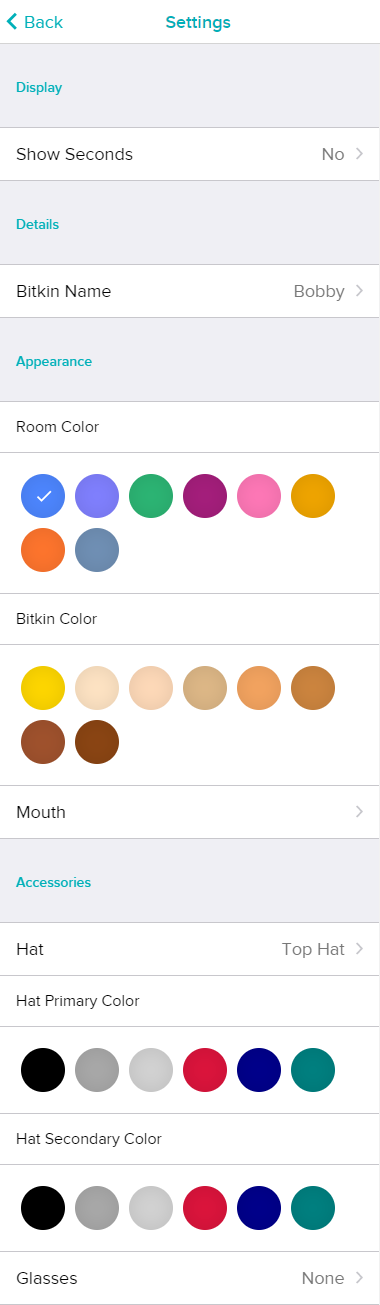 Back Settings
Display
Show Seconds No
Details
Bitkin Name Bobby
Appearance
Room Color
Bitkin Color
Mouth
Accessories
Hat Top Hat
Hat Primary Color
Hat Secondary Color
Glasses None